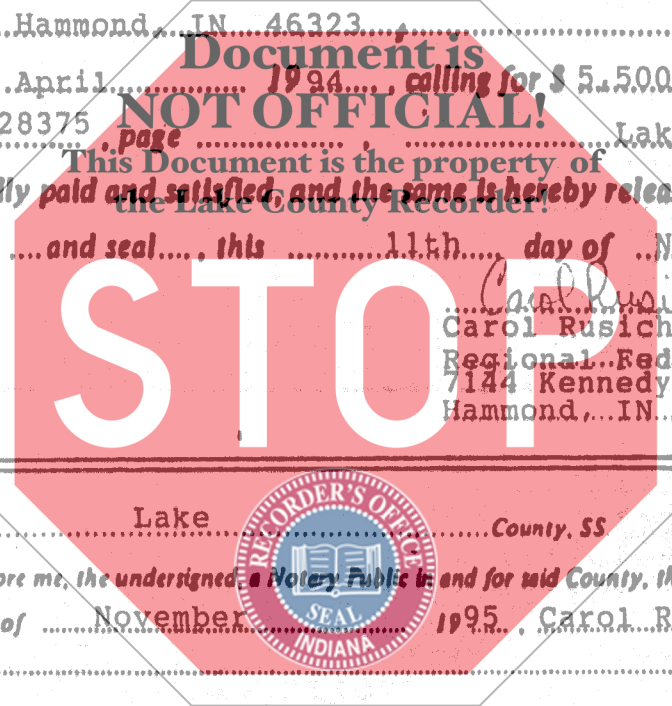 Hammond, IN 46323
Document is
April 1994, calling for $ 5,500
NOT OFFICIAL!
28375, page Lak
This Document is the property of
lly paid and satisfied, and the same is hereby relea
the Lake County Recorder!
and seal, this 11th day of N
STOP
Carol Rusi
Carol Rusich
Regional Fed
7144 Kennedy
Hammond, IN
Lake County, SS
RECORDER'S OFFICE
SEAL
INDIANA
ore me, the undersigned, a Notary Public in and for said County, th
of November 1995, Carol R